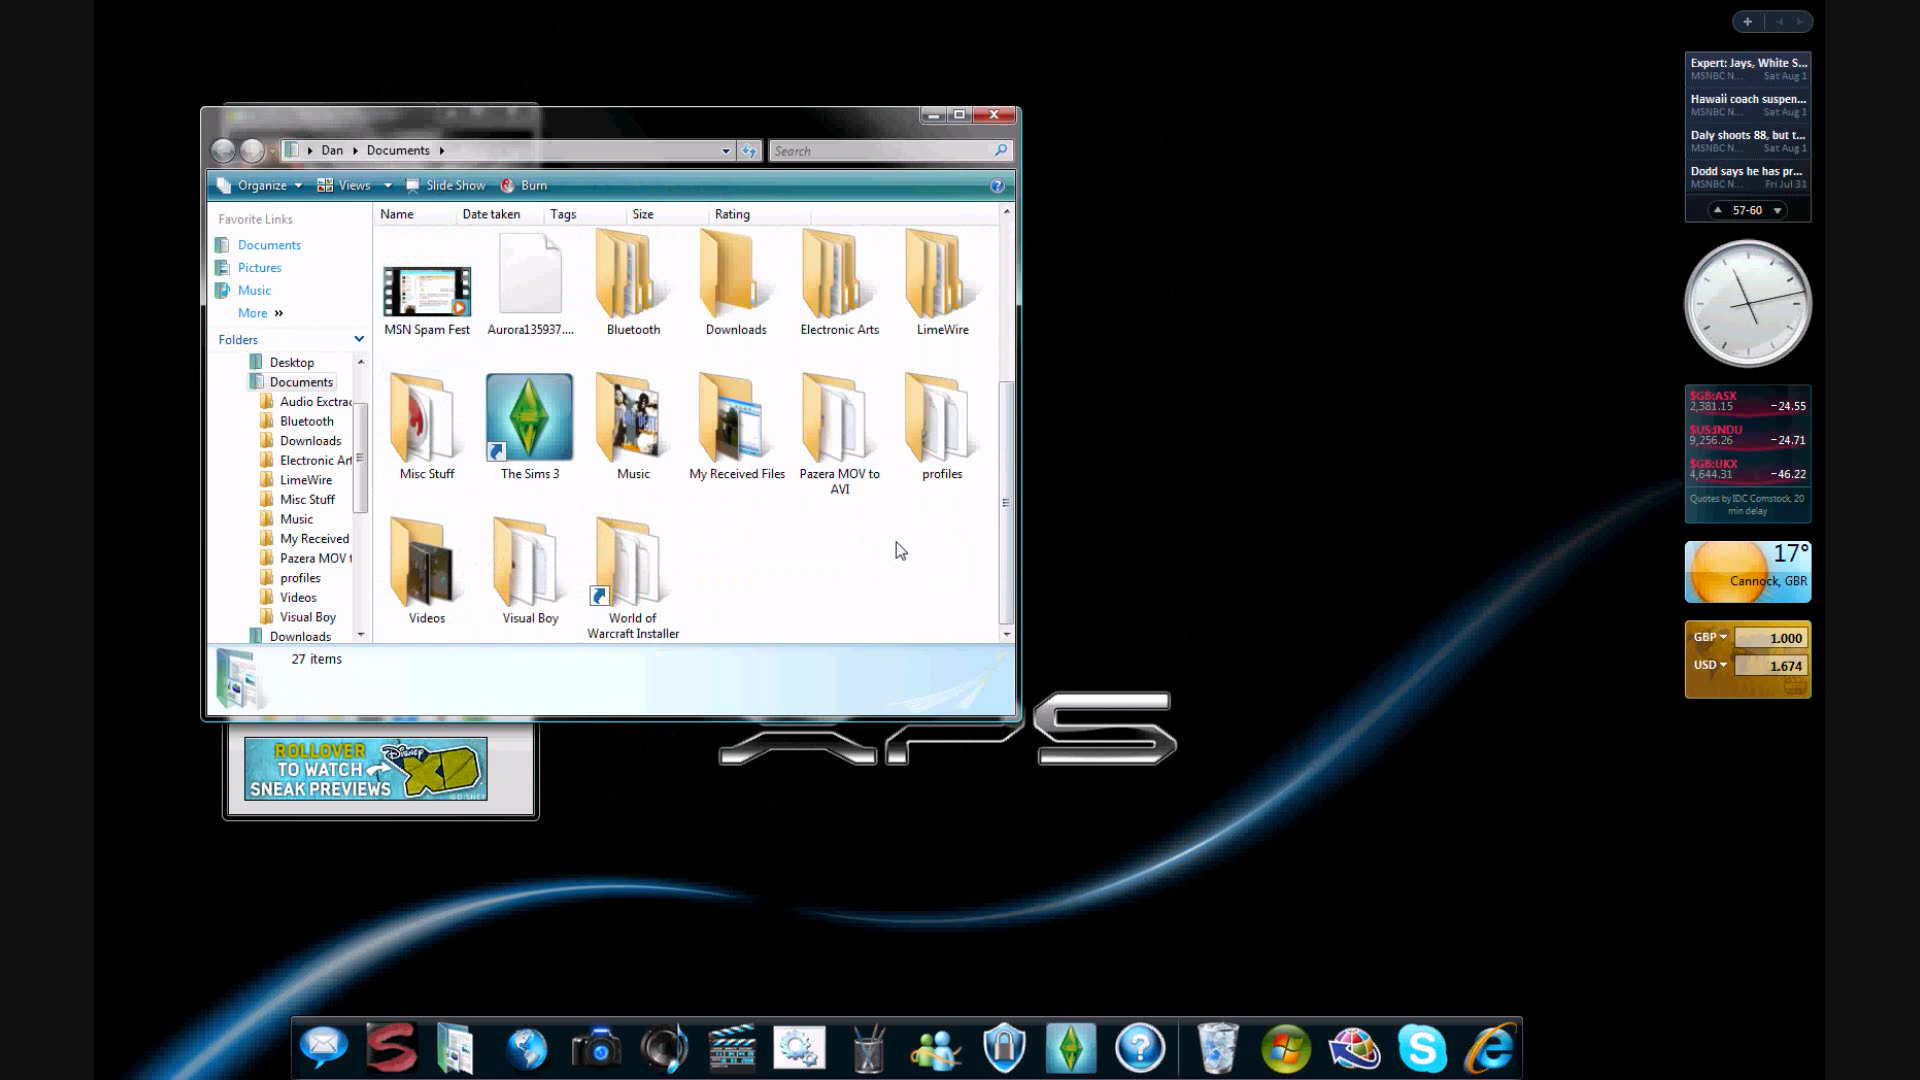 Expert: Jays, White S...
MSNBC N... Sat Aug 1
Hawaii coach suspen...
MSNBC N... Sat Aug 1
Daly shoots 88, but t...
MSNBC N... Sat Aug 1
Dodd says he has pr...
MSNBC N... Fri Jul 31
57-60
Dan Documents
Search
Organize Views Slide Show Burn
Favorite Links
Documents
Pictures
Music
More »
Folders
Desktop
Documents
Audio Exctrac
Bluetooth
Downloads
Electronic Art
LimeWire
Misc Stuff
Music
My Received
Pazera MOV t
profiles
Videos
Visual Boy
Downloads
Name Date taken Tags Size Rating
MSN Spam Fest Aurora135937.... Bluetooth Downloads Electronic Arts LimeWire
Misc Stuff The Sims 3 Music My Received Files Pazera MOV to profiles
AVI
Videos Visual Boy World of
Warcraft Installer
27 items
$GB:ASX
2,381.15 -24.55
$US:INDU
9,256.26 -24.71
$GB:UKX
4,644.31 -46.22
Quotes by IDC Comstock, 20
min delay
17°
Cannock, GBR
GBP 1.000
USD 1.674
XPS
ROLLOVER
TO WATCH
SNEAK PREVIEWS
Disney XD
©DISNEY
S